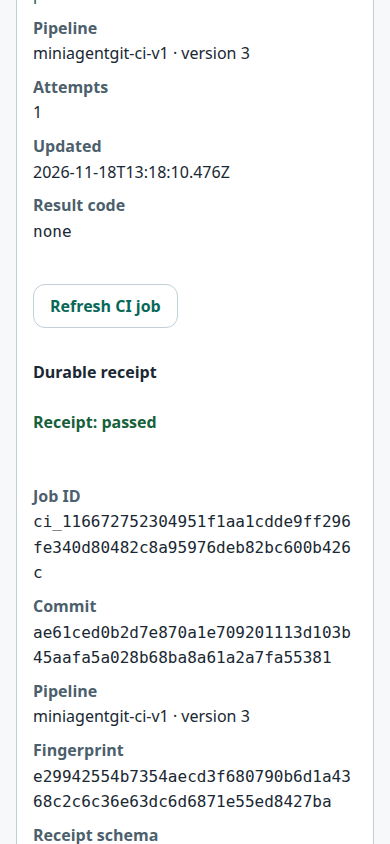 Pipeline
miniagentgit-ci-v1 · version 3
Attempts
1
Updated
2026-11-18T13:18:10.476Z
Result code
none
Refresh CI job
Durable receipt
Receipt: passed
Job ID
ci_116672752304951f1aa1cdde9ff296
fe340d80482c8a95976deb82bc600b426
c
Commit
ae61ced0b2d7e870a1e709201113d103b
45aafa5a028b68ba8a61a2a7fa55381
Pipeline
miniagentgit-ci-v1 · version 3
Fingerprint
e29942554b7354aecd3f680790b6d1a43
68c2c6c36e63dc6d6871e55ed8427ba
Receipt schema